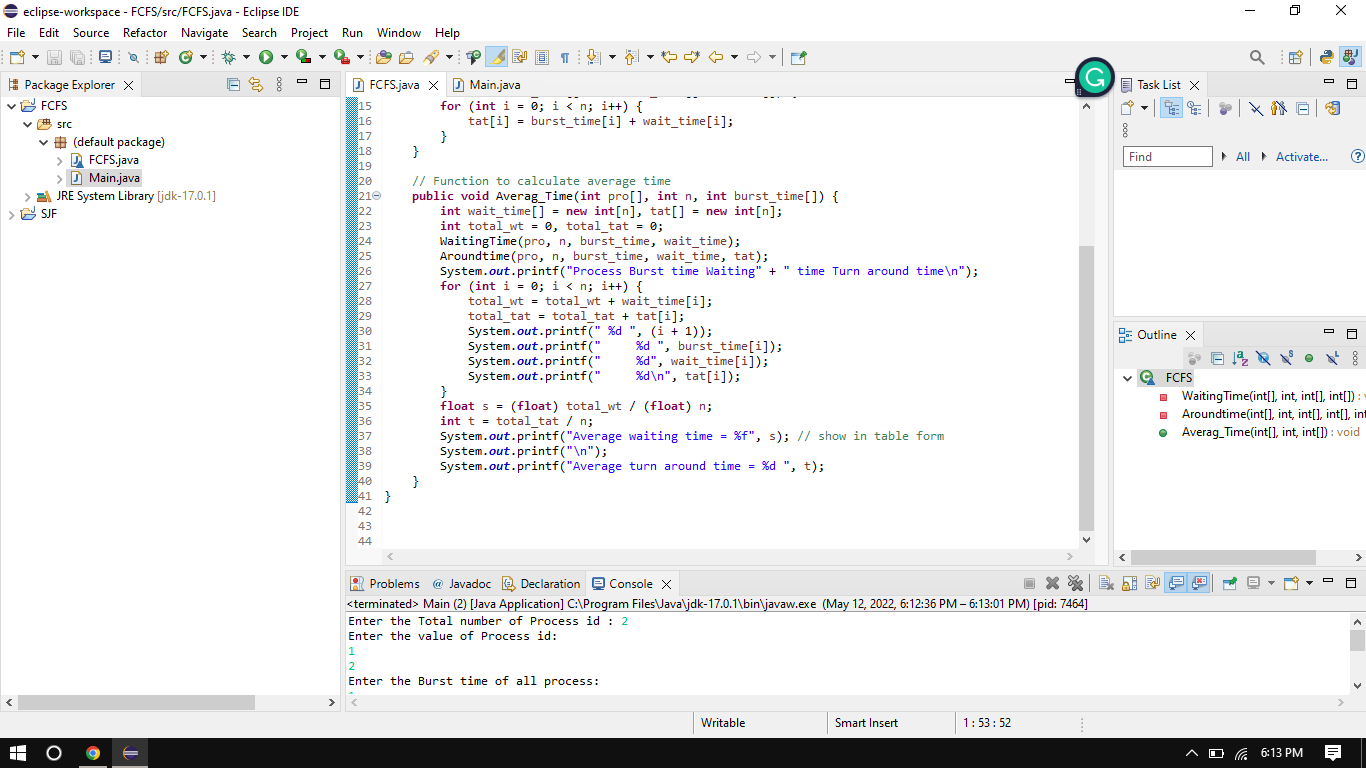 eclipse-workspace - FCFS/src/FCFS.java - Eclipse IDE
File Edit Source Refactor Navigate Search Project Run Window Help
Package Explorer
FCFS
src
(default package)
FCFS.java
Main.java
JRE System Library [jdk-17.0.1]
SJF
FCFS.java Main.java
15 for (int i = 0; i < n; i++) {
16 tat[i] = burst_time[i] + wait_time[i];
17 }
18 }
19
20 // Function to calculate average time
21 public void Averag_Time(int pro[], int n, int burst_time[]) {
22 int wait_time[] = new int[n], tat[] = new int[n];
23 int total_wt = 0, total_tat = 0;
24 WaitingTime(pro, n, burst_time, wait_time);
25 Aroundtime(pro, n, burst_time, wait_time, tat);
26 System.out.printf("Process Burst time Waiting" + " time Turn around time\n");
27 for (int i = 0; i < n; i++) {
28 total_wt = total_wt + wait_time[i];
29 total_tat = total_tat + tat[i];
30 System.out.printf(" %d ", (i + 1));
31 System.out.printf("     %d ", burst_time[i]);
32 System.out.printf("     %d", wait_time[i]);
33 System.out.printf("     %d\n", tat[i]);
34 }
35 float s = (float) total_wt / (float) n;
36 int t = total_tat / n;
37 System.out.printf("Average waiting time = %f", s); // show in table form
38 System.out.printf("\n");
39 System.out.printf("Average turn around time = %d ", t);
40 }
41 }
42
43
44
Task List
Find All Activate...
Outline
FCFS
WaitingTime(int[], int, int[], int[]) : v
Aroundtime(int[], int, int[], int[], int
Averag_Time(int[], int, int[]) : void
Problems @ Javadoc Declaration Console
<terminated> Main (2) [Java Application] C:\Program Files\Java\jdk-17.0.1\bin\javaw.exe (May 12, 2022, 6:12:36 PM – 6:13:01 PM) [pid: 7464]
Enter the Total number of Process id : 2
Enter the value of Process id:
1
2
Enter the Burst time of all process:
Writable Smart Insert 1 : 53 : 52
6:13 PM